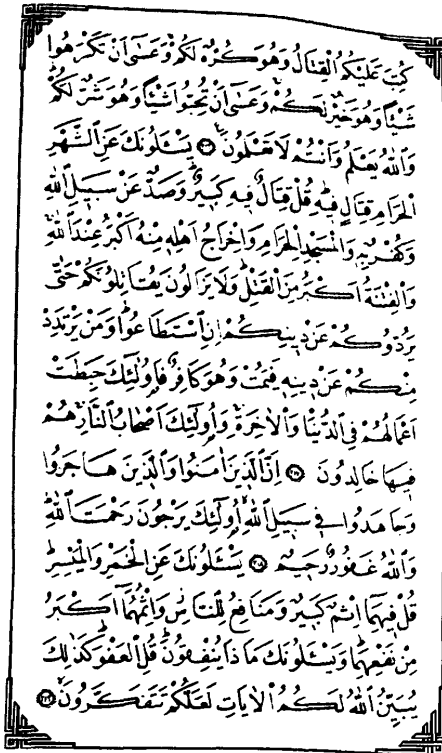 كُتِبَ عَلَيْكُمُ الْقِتَالُ وَهُوَ كُرْهٌ لَكُمْ وَعَسٰٓى اَنْ تَكْرَهُوا
شَيْـًٔا وَهُوَ خَيْرٌ لَكُمْ وَعَسٰٓى اَنْ تُحِبُّوا شَيْـًٔا وَهُوَ شَرٌّ لَكُمْ
وَاللّٰهُ يَعْلَمُ وَاَنْتُمْ لَا تَعْلَمُونَ ﴿٢١٦﴾ يَسْـَٔلُونَكَ عَنِ الشَّهْرِ
الْحَرَامِ قِتَالٍ فِيهِ قُلْ قِتَالٌ فِيهِ كَبِيرٌ وَصَدٌّ عَنْ سَبِيلِ اللّٰهِ
وَكُفْرٌ بِهِ وَالْمَسْجِدِ الْحَرَامِ وَاِخْرَاجُ اَهْلِهِ مِنْهُ اَكْبَرُ عِنْدَ اللّٰهِ
وَالْفِتْنَةُ اَكْبَرُ مِنَ الْقَتْلِ وَلَا يَزَالُونَ يُقَاتِلُونَكُمْ حَتّٰى
يَرُدُّوكُمْ عَنْ دِينِكُمْ اِنِ اسْتَطَاعُوا وَمَنْ يَرْتَدِدْ
مِنْكُمْ عَنْ دِينِهِ فَيَمُتْ وَهُوَ كَافِرٌ فَاُولٰٓئِكَ حَبِطَتْ
اَعْمَالُهُمْ فِي الدُّنْيَا وَالْاٰخِرَةِ وَاُولٰٓئِكَ اَصْحَابُ النَّارِ هُمْ
فِيهَا خَالِدُونَ ﴿٢١٧﴾ اِنَّ الَّذِينَ اٰمَنُوا وَالَّذِينَ هَاجَرُوا
وَجَاهَدُوا فِي سَبِيلِ اللّٰهِ اُولٰٓئِكَ يَرْجُونَ رَحْمَتَ اللّٰهِ
وَاللّٰهُ غَفُورٌ رَحِيمٌ ﴿٢١٨﴾ يَسْـَٔلُونَكَ عَنِ الْخَمْرِ وَالْمَيْسِرِ
قُلْ فِيهِمَا اِثْمٌ كَبِيرٌ وَمَنَافِعُ لِلنَّاسِ وَاِثْمُهُمَا اَكْبَرُ
مِنْ نَفْعِهِمَا وَيَسْـَٔلُونَكَ مَاذَا يُنْفِقُونَ قُلِ الْعَفْوَ كَذٰلِكَ
يُبَيِّنُ اللّٰهُ لَكُمُ الْاٰيَاتِ لَعَلَّكُمْ تَتَفَكَّرُونَ ﴿٢١٩﴾